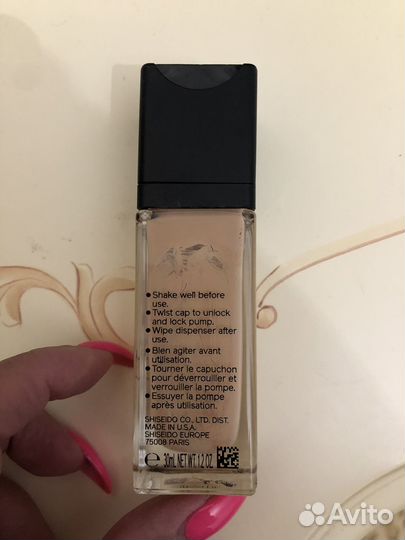 • Shake well before
use.
• Twist cap to unlock
and lock pump.
• Wipe dispenser after
use.
• Bien agiter avant
utilisation.
• Tourner le capuchon
pour déverrouiller et
verrouiller la pompe.
• Essuyer la pompe
après utilisation.
SHISEIDO CO., LTD. DIST.
MADE IN U.S.A.
SHISEIDO EUROPE
75008 PARIS
℮ 30mL NET WT. 1.2 OZ.
Avito